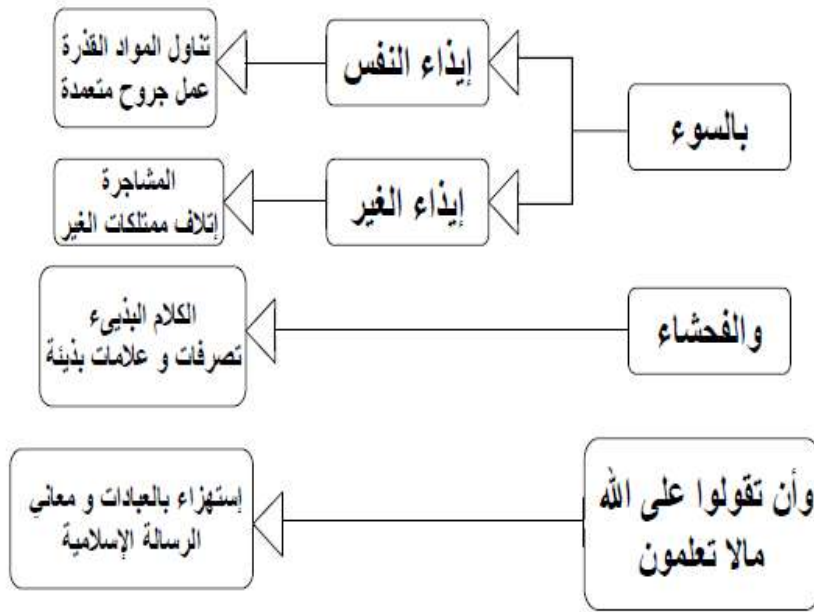 بالسوء
إيذاء النفس
تناول المواد القذرة
عمل جروح متعمدة
إيذاء الغير
المشاجرة
إتلاف ممتلكات الغير
والفحشاء
الكلام البذيىء
تصرفات و علامات بذيئة
وأن تقولوا على الله
مالا تعلمون
إستهزاء بالعبادات و معاني
الرسالة الإسلامية